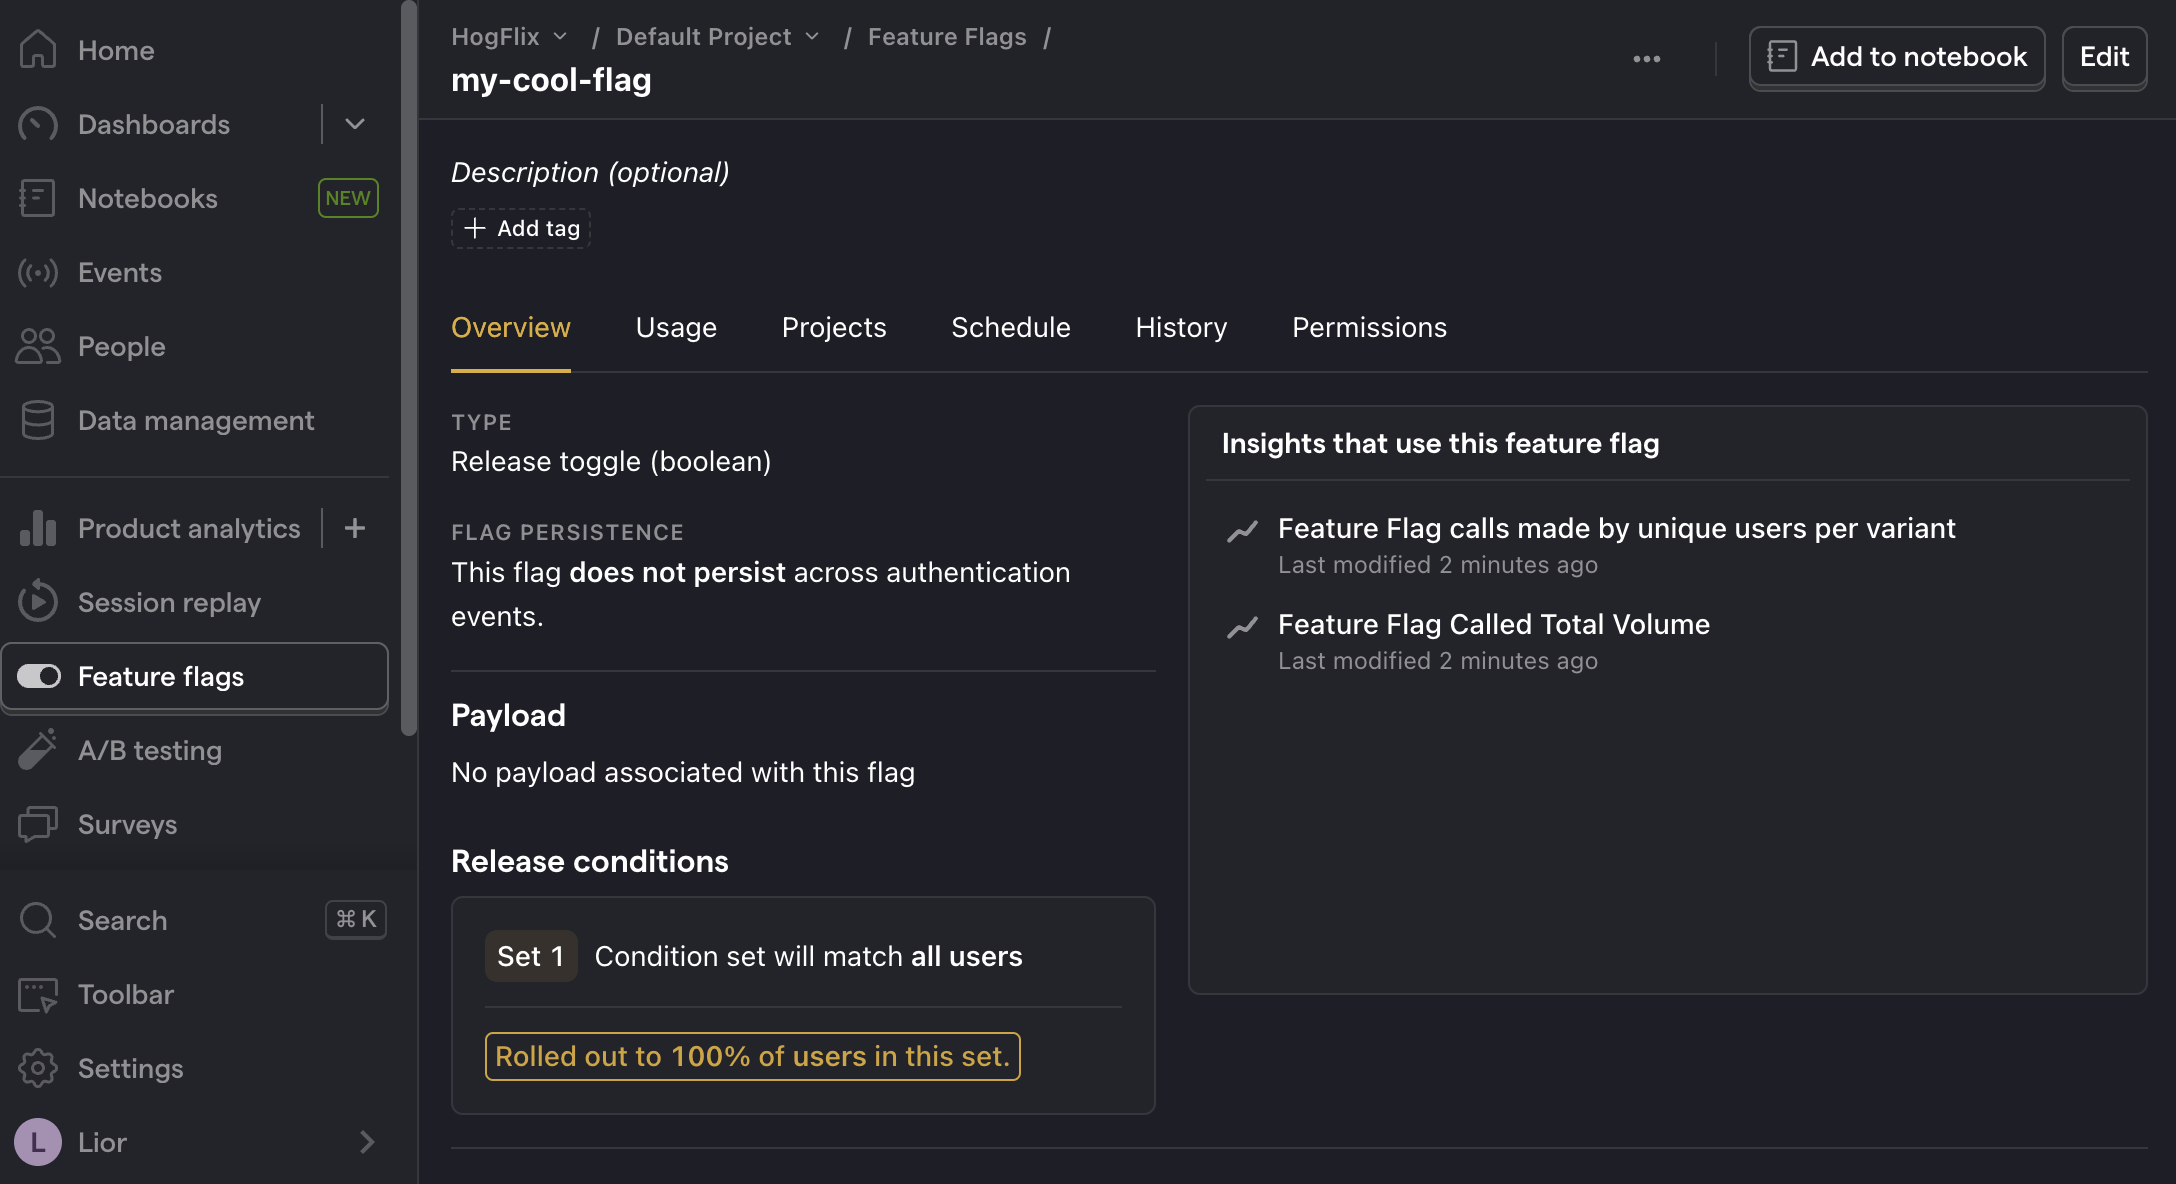 Home
Dashboards
Notebooks NEW
Events
People
Data management
Product analytics
Session replay
Feature flags
A/B testing
Surveys
Search ⌘ K
Toolbar
Settings
L Lior
HogFlix / Default Project / Feature Flags /
my-cool-flag
Add to notebook
Edit
Description (optional)
+ Add tag
Overview Usage Projects Schedule History Permissions
TYPE
Release toggle (boolean)
FLAG PERSISTENCE
This flag does not persist across authentication
events.
Payload
No payload associated with this flag
Release conditions
Set 1 Condition set will match all users
Rolled out to 100% of users in this set.
Insights that use this feature flag
Feature Flag calls made by unique users per variant
Last modified 2 minutes ago
Feature Flag Called Total Volume
Last modified 2 minutes ago